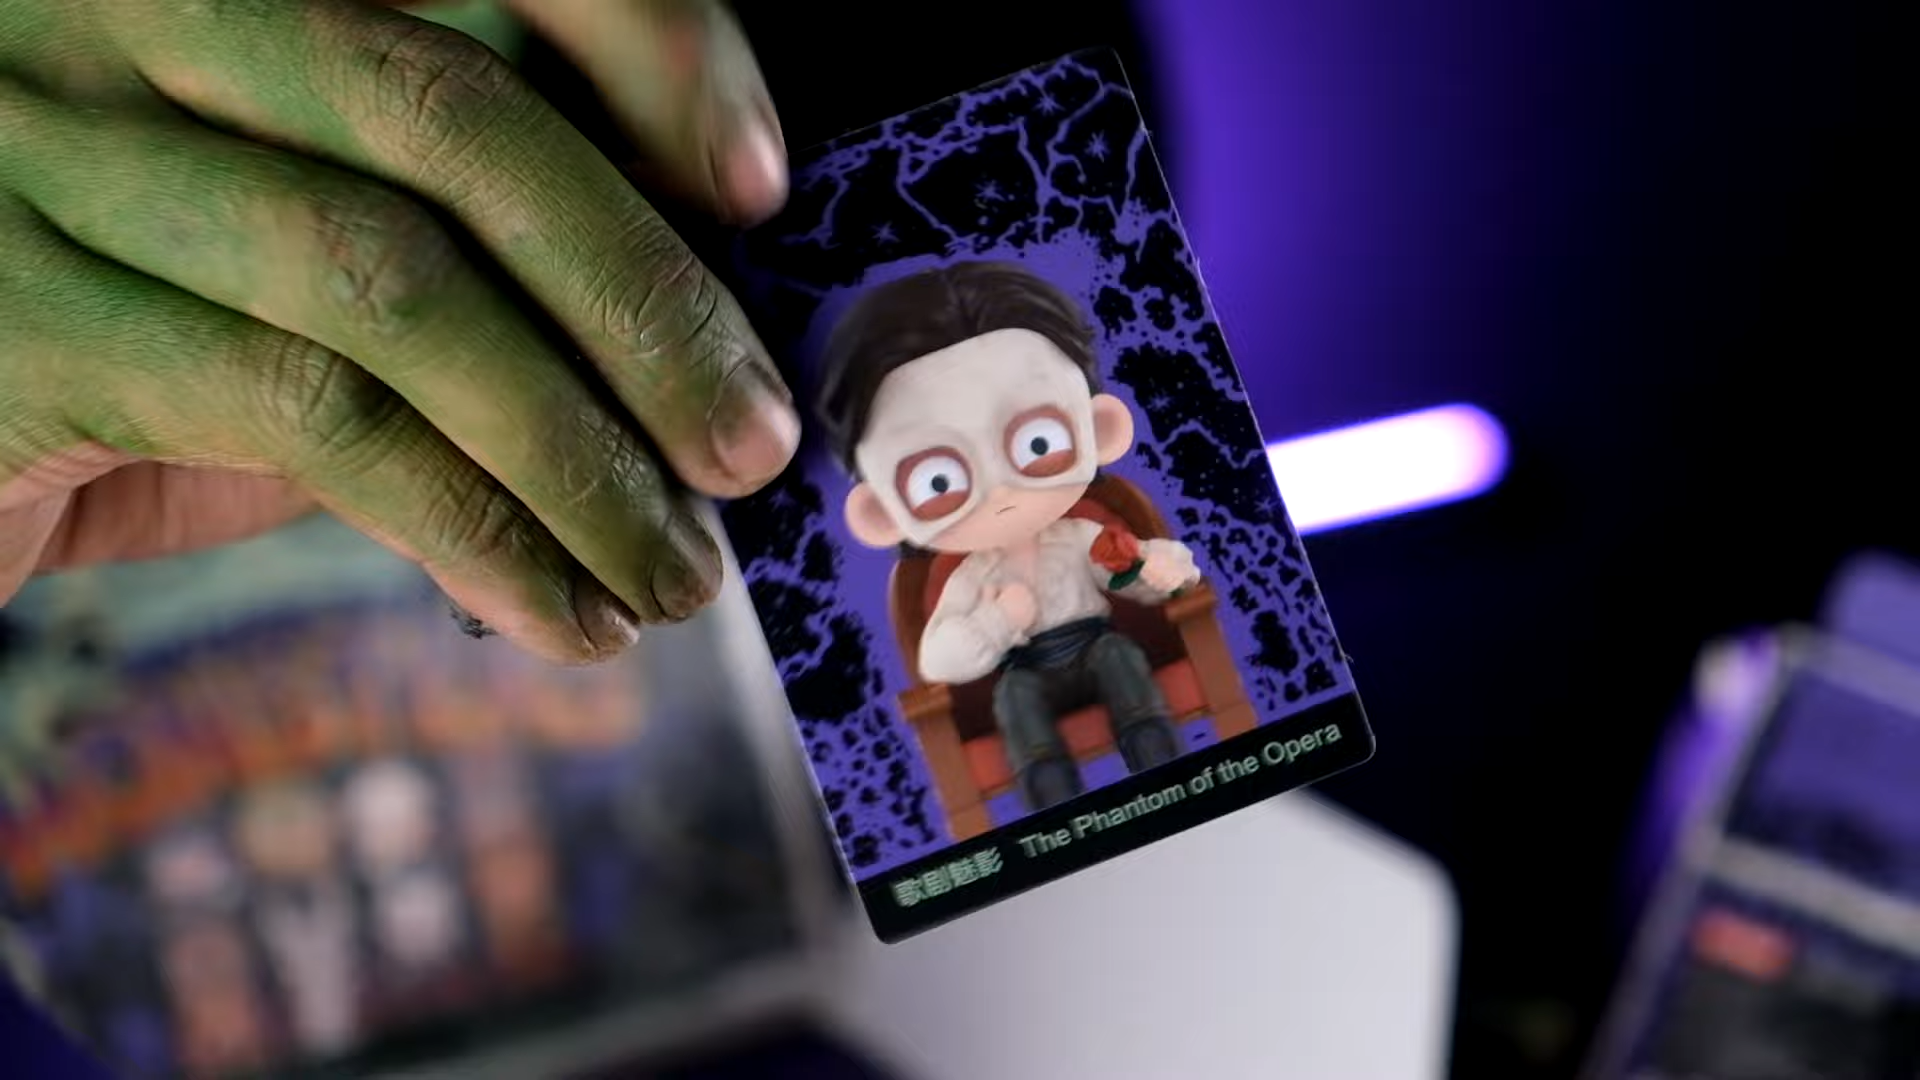 歌剧魅影 The Phantom of the Opera